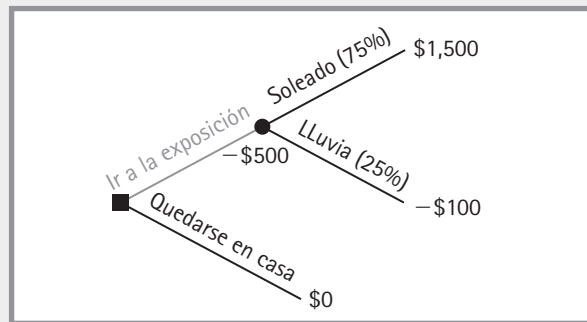 Soleado (75%)
$1,500
Ir a la exposición
−$500
LLuvia (25%)
−$100
Quedarse en casa
$0